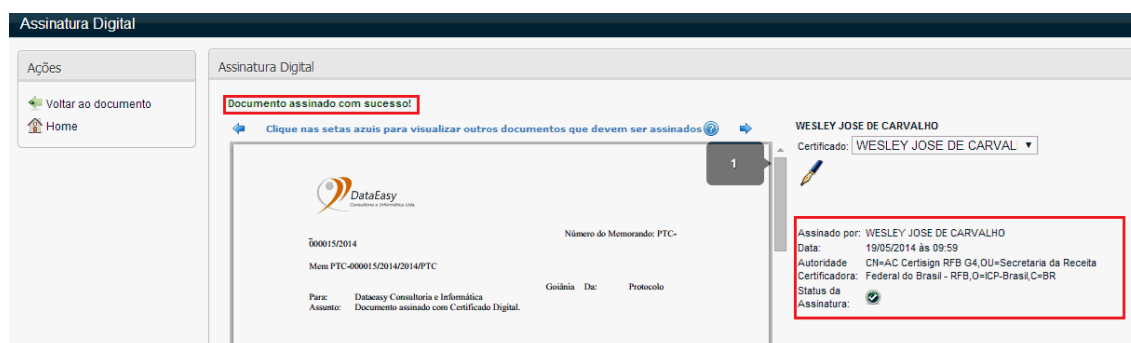 Assinatura Digital
Ações
Voltar ao documento
Home
Assinatura Digital
Documento assinado com sucesso!
Clique nas setas azuis para visualizar outros documentos que devem ser assinados
1
DataEasy
Consultoria e Informática Ltda.
Número do Memorando: PTC-
000015/2014
Mem PTC-000015/2014/2014/PTC
Goiânia Da: Protocolo
Para: Dataeasy Consultoria e Informática
Assunto: Documento assinado com Certificado Digital.
WESLEY JOSE DE CARVALHO
Certificado: WESLEY JOSE DE CARVAL
Assinado por: WESLEY JOSE DE CARVALHO
Data: 19/05/2014 às 09:59
Autoridade CN=AC Certisign RFB G4,OU=Secretaria da Receita
Certificadora: Federal do Brasil - RFB,O=ICP-Brasil,C=BR
Status da
Assinatura: